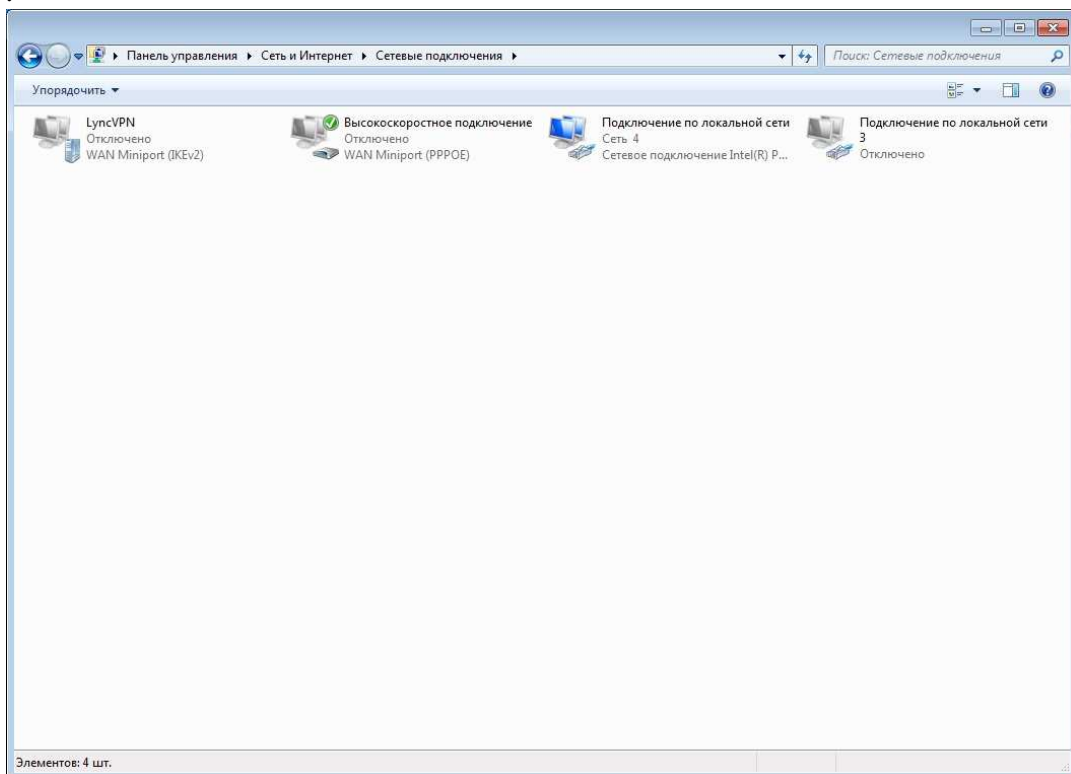 Панель управления ▸ Сеть и Интернет ▸ Сетевые подключения ▸
Поиск: Сетевые подключения
Упорядочить
LyncVPN
Отключено
WAN Miniport (IKEv2)
Высокоскоростное подключение
Отключено
WAN Miniport (PPPOE)
Подключение по локальной сети
Сеть 4
Сетевое подключение Intel(R) P...
Подключение по локальной сети
3
Отключено
Элементов: 4 шт.